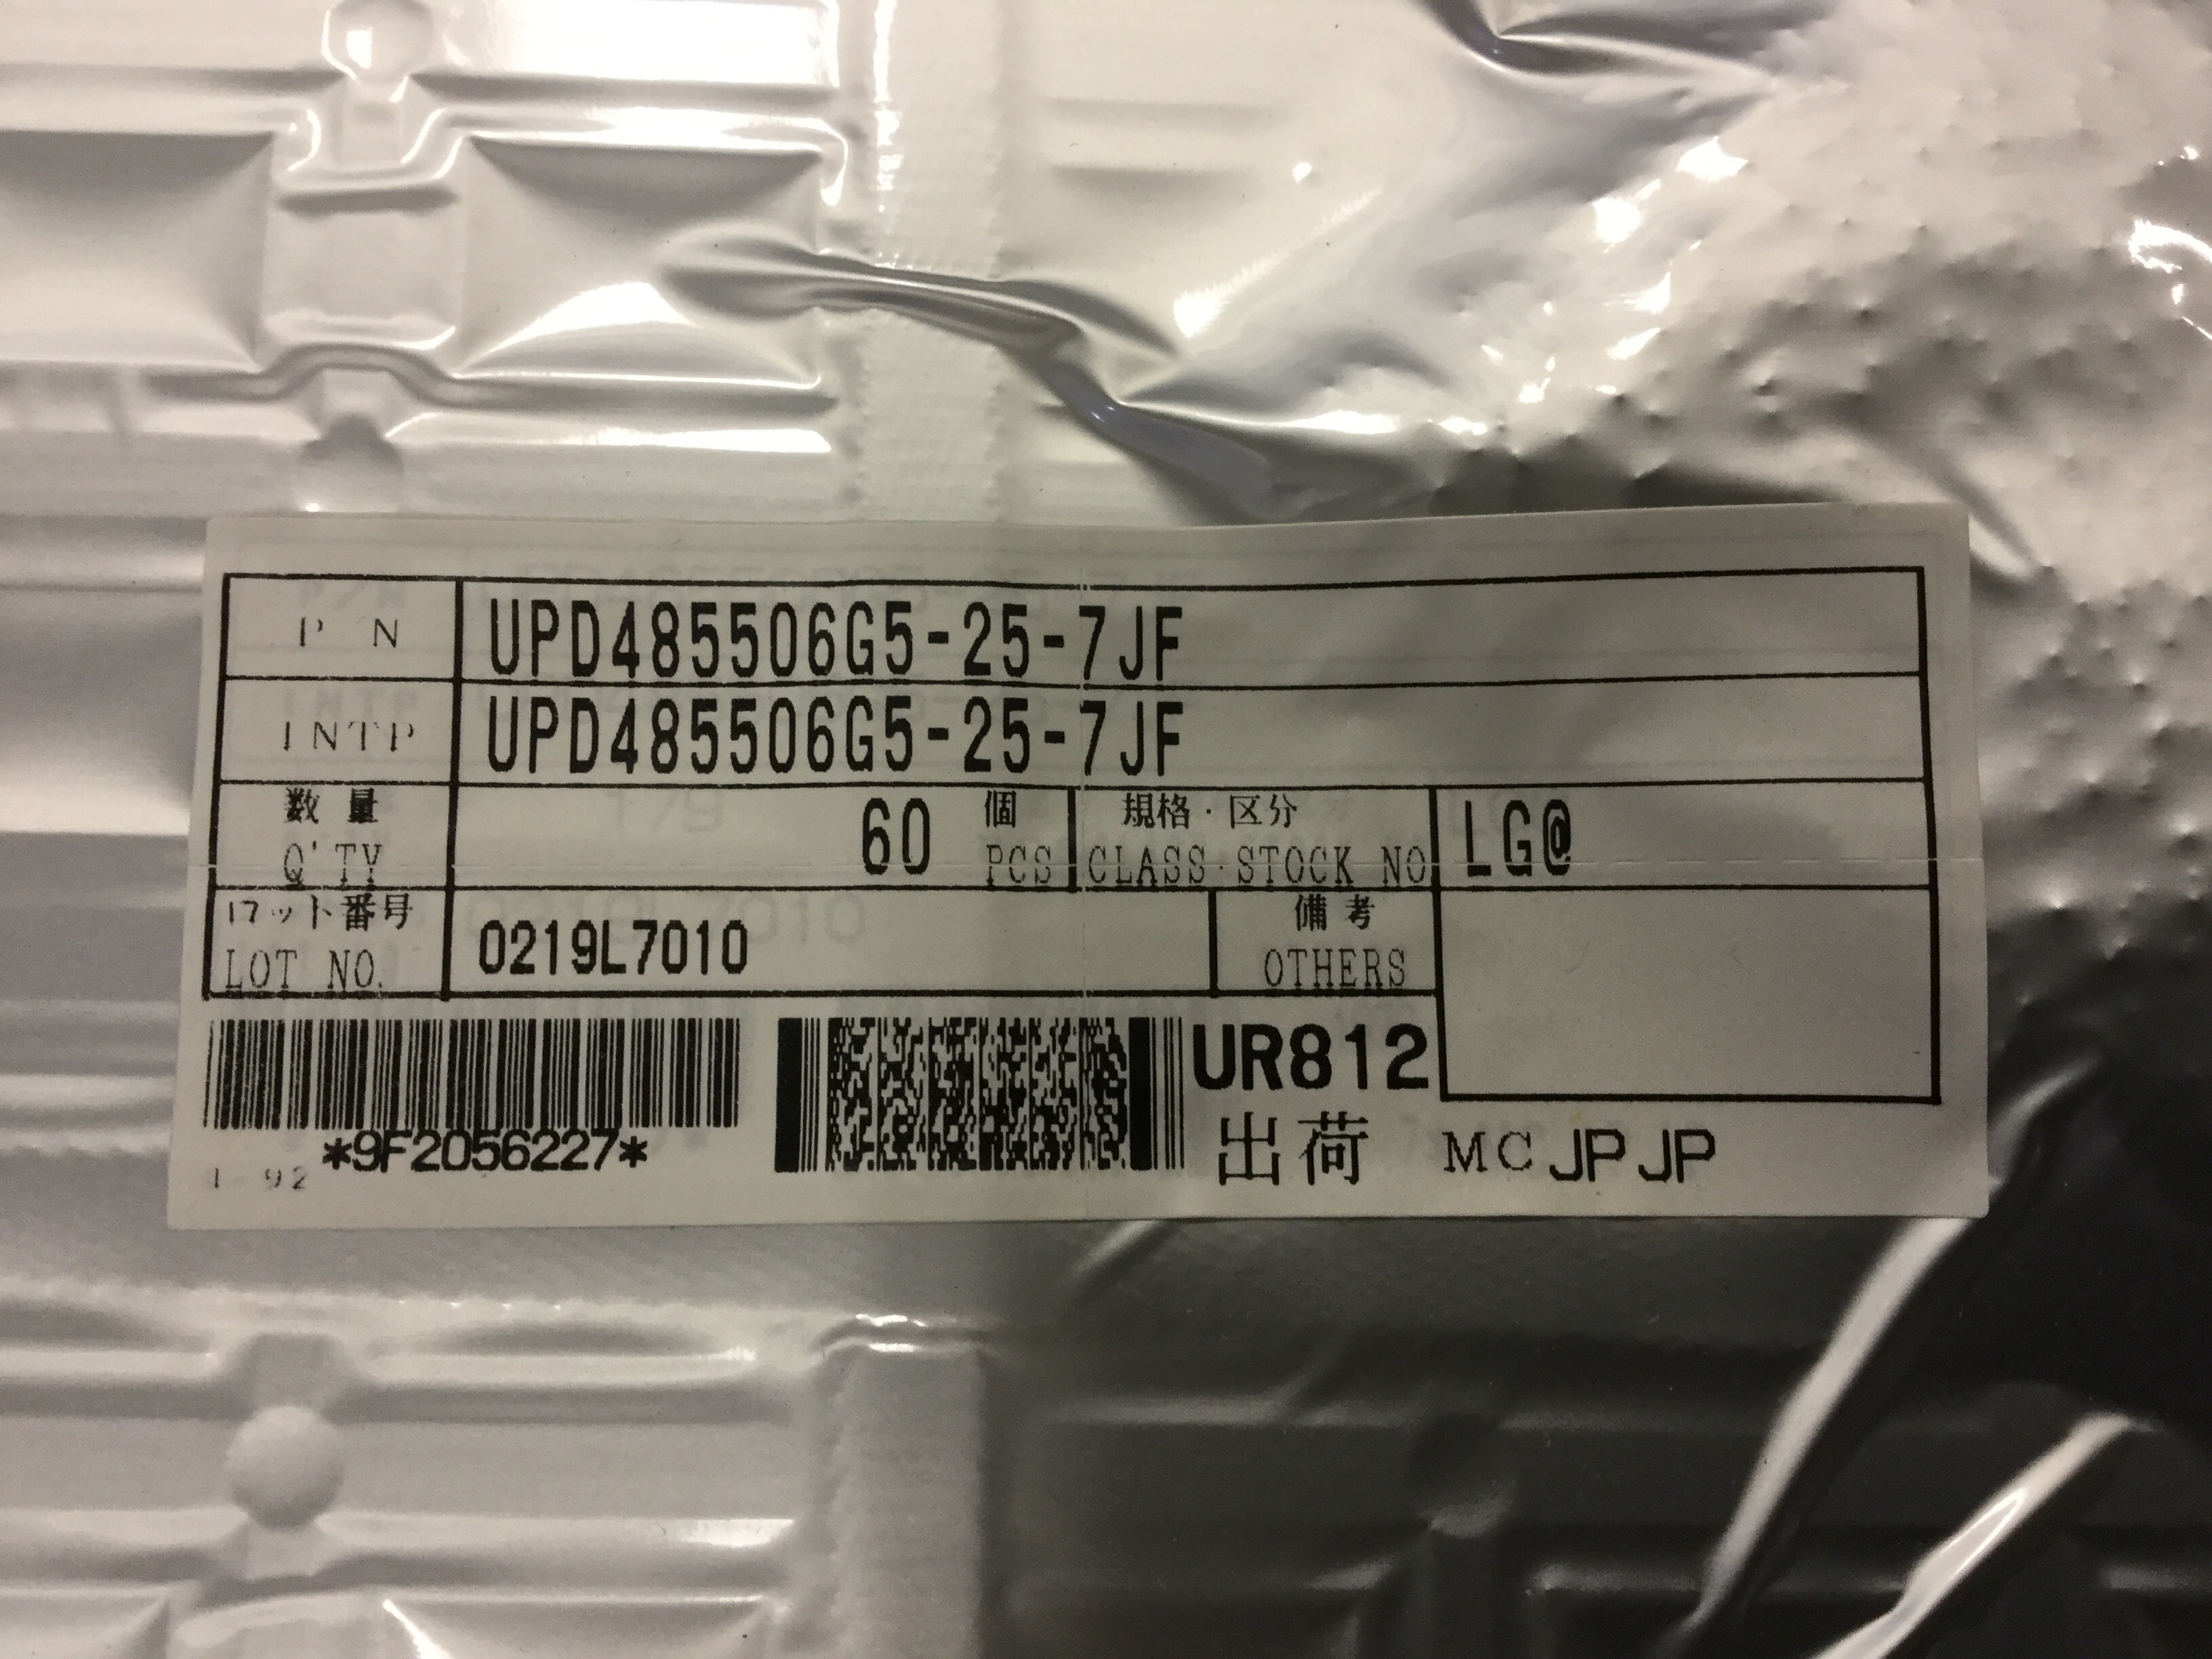 P/N UPD485506G5-25-7JF
INTP UPD485506G5-25-7JF
数量 Q'TY 60 個 PCS 規格・区分 CLASS・STOCK NO LG@
ロット番号 LOT NO. 0219L7010 備考 OTHERS
UR812
*9F2056227*
出荷 MC JPJP